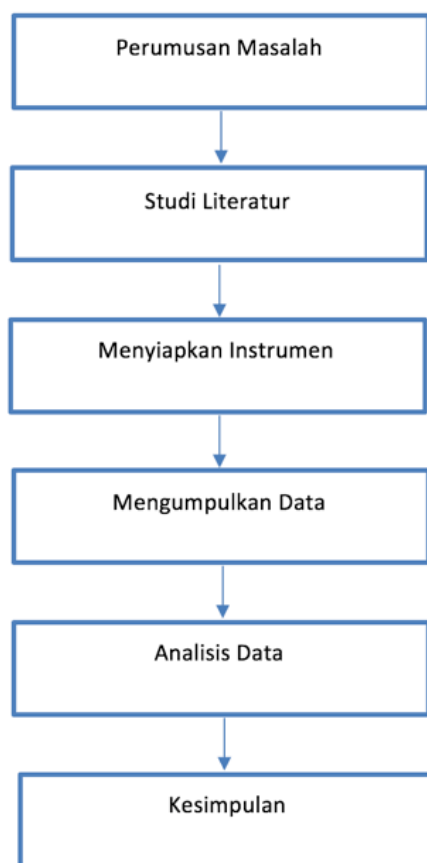 Perumusan Masalah
Studi Literatur
Menyiapkan Instrumen
Mengumpulkan Data
Analisis Data
Kesimpulan